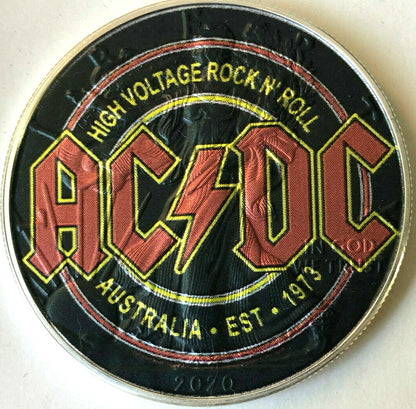 HIGH VOLTAGE ROCK N' ROLL
AC DC
IN GOD
WE TRUST
AUSTRALIA • EST • 1973
2020